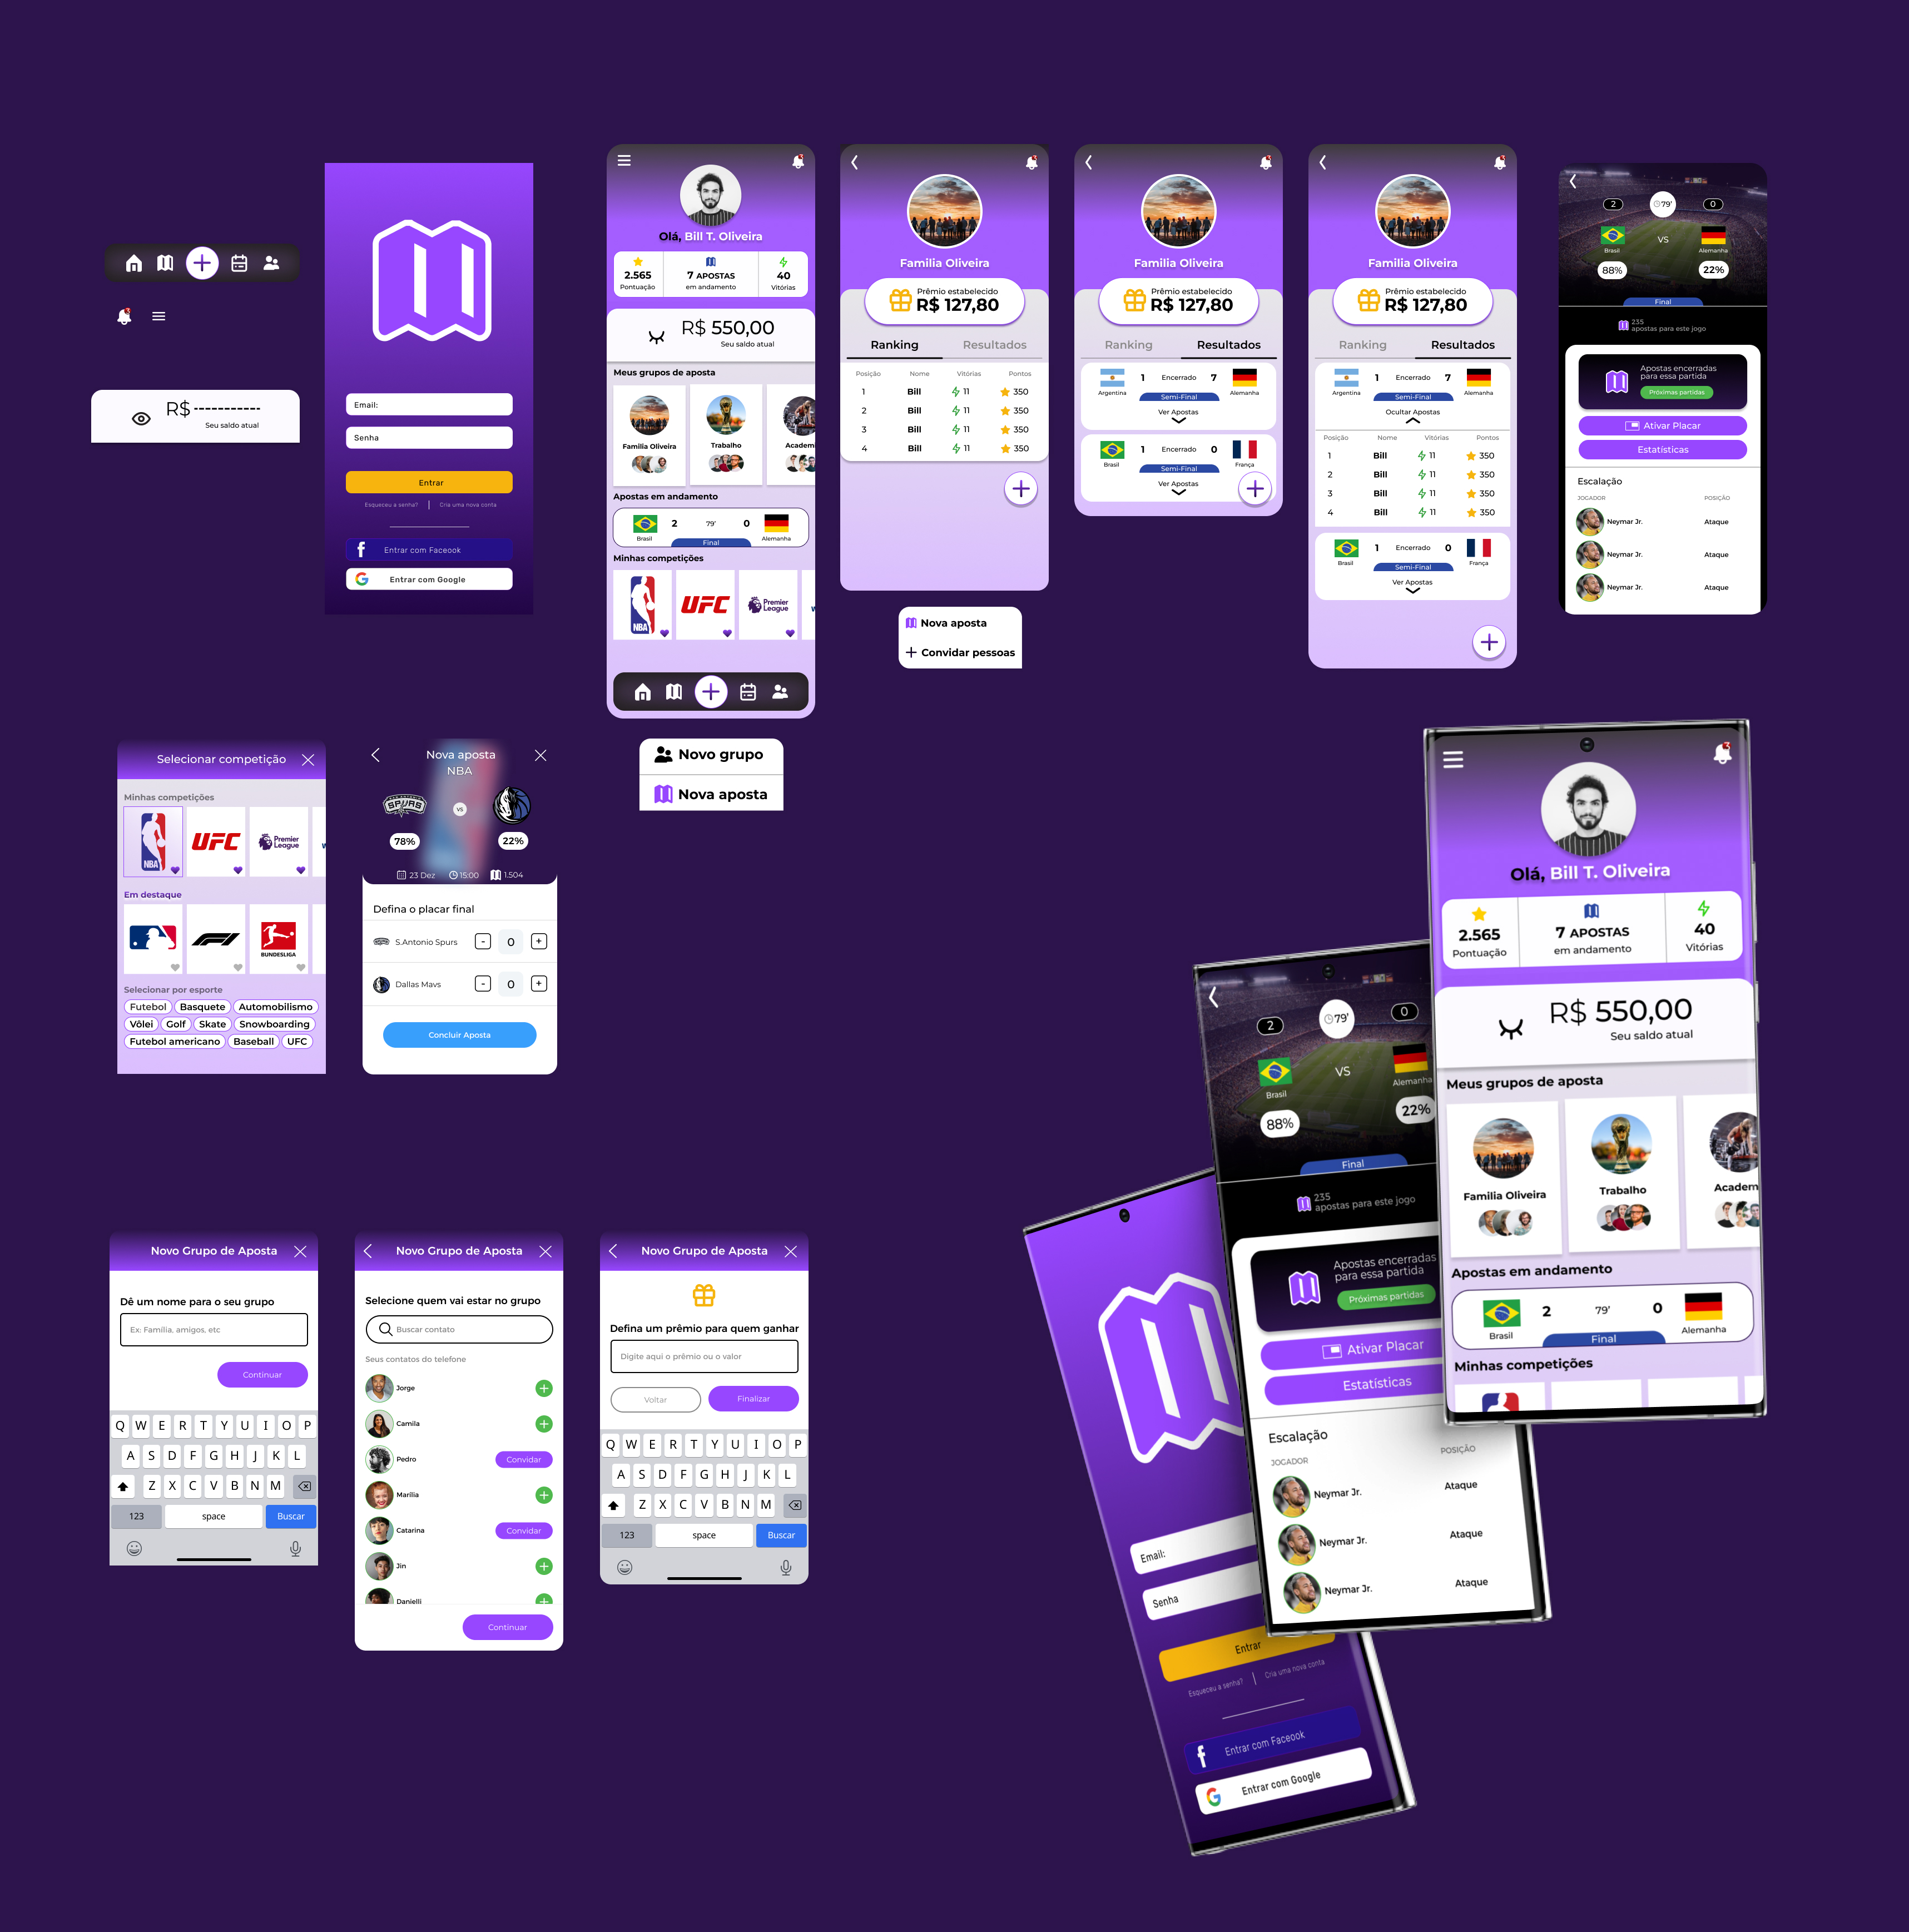 R$ -----------
Seu saldo atual
Email:
Senha
Entrar
Esqueceu a senha?
Cria uma nova conta
Entrar com Faceook
Entrar com Google
3
Olá, Bill T. Oliveira
2.565
Pontuação
7 APOSTAS
em andamento
40
Vitórias
R$ 550,00
Seu saldo atual
Meus grupos de aposta
Familia Oliveira
Trabalho
Academ
Apostas em andamento
2
79'
0
Brasil
Final
Alemanha
Minhas competições
NBA
UFC
Premier
League
Familia Oliveira
Prêmio estabelecido
R$ 127,80
Ranking
Resultados
Posição Nome Vitórias Pontos
1 Bill 11 350
2 Bill 11 350
3 Bill 11 350
4 Bill 11 350
Nova aposta
Convidar pessoas
Familia Oliveira
Prêmio estabelecido
R$ 127,80
Ranking
Resultados
1 Encerrado 7
Argentina Semi-Final Alemanha
Ver Apostas
1 Encerrado 0
Brasil Semi-Final França
Ver Apostas
Familia Oliveira
Prêmio estabelecido
R$ 127,80
Ranking
Resultados
1 Encerrado 7
Argentina Semi-Final Alemanha
Ocultar Apostas
Posição Nome Vitórias Pontos
1 Bill 11 350
2 Bill 11 350
3 Bill 11 350
4 Bill 11 350
1 Encerrado 0
Brasil Semi-Final França
Ver Apostas
2 79' 0
VS
Brasil
Alemanha
88%
22%
Final
235
apostas para este jogo
Apostas encerradas
para essa partida
Próximas partidas
Ativar Placar
Estatísticas
Escalação
JOGADOR POSIÇÃO
Neymar Jr. Ataque
Neymar Jr. Ataque
Neymar Jr. Ataque
Novo grupo
Nova aposta
Selecionar competição
Minhas competições
NBA
UFC
Premier
League
Em destaque
BUNDESLIGA
Selecionar por esporte
Futebol Basquete Automobilismo
Vôlei Golf Skate Snowboarding
Futebol americano Baseball UFC
Nova aposta
NBA
SPURS
VS
78%
22%
23 Dez 15:00 1.504
Defina o placar final
S.Antonio Spurs - 0 +
Dallas Mavs - 0 +
Concluir Aposta
Novo Grupo de Aposta
Dê um nome para o seu grupo
Ex: Família, amigos, etc
Continuar
Q W E R T Y U I O P
A S D F G H J K L
Z X C V B N M
123 space Buscar
Novo Grupo de Aposta
Selecione quem vai estar no grupo
Buscar contato
Seus contatos do telefone
Jorge
Camila
Pedro Convidar
Marília
Catarina Convidar
Jin
Danielli
Continuar
Novo Grupo de Aposta
Defina um prêmio para quem ganhar
Digite aqui o prêmio ou o valor
Voltar
Finalizar
Q W E R T Y U I O P
A S D F G H J K L
Z X C V B N M
123 space Buscar
3
Olá, Bill T. Oliveira
2.565
Pontuação
7 APOSTAS
em andamento
40
Vitórias
R$ 550,00
Seu saldo atual
Meus grupos de aposta
Familia Oliveira
Trabalho
Academ
Apostas em andamento
2 79' 0
Brasil Final Alemanha
Minhas competições
2 79' 0
VS
Brasil
Alemanha
88%
22%
Final
235
apostas para este jogo
Apostas encerradas
para essa partida
Próximas partidas
Ativar Placar
Estatísticas
Escalação
JOGADOR POSIÇÃO
Neymar Jr. Ataque
Neymar Jr. Ataque
Neymar Jr. Ataque
Email:
Senha
Entrar
Esqueceu a senha?
Cria uma nova conta
Entrar com Faceook
Entrar com Google